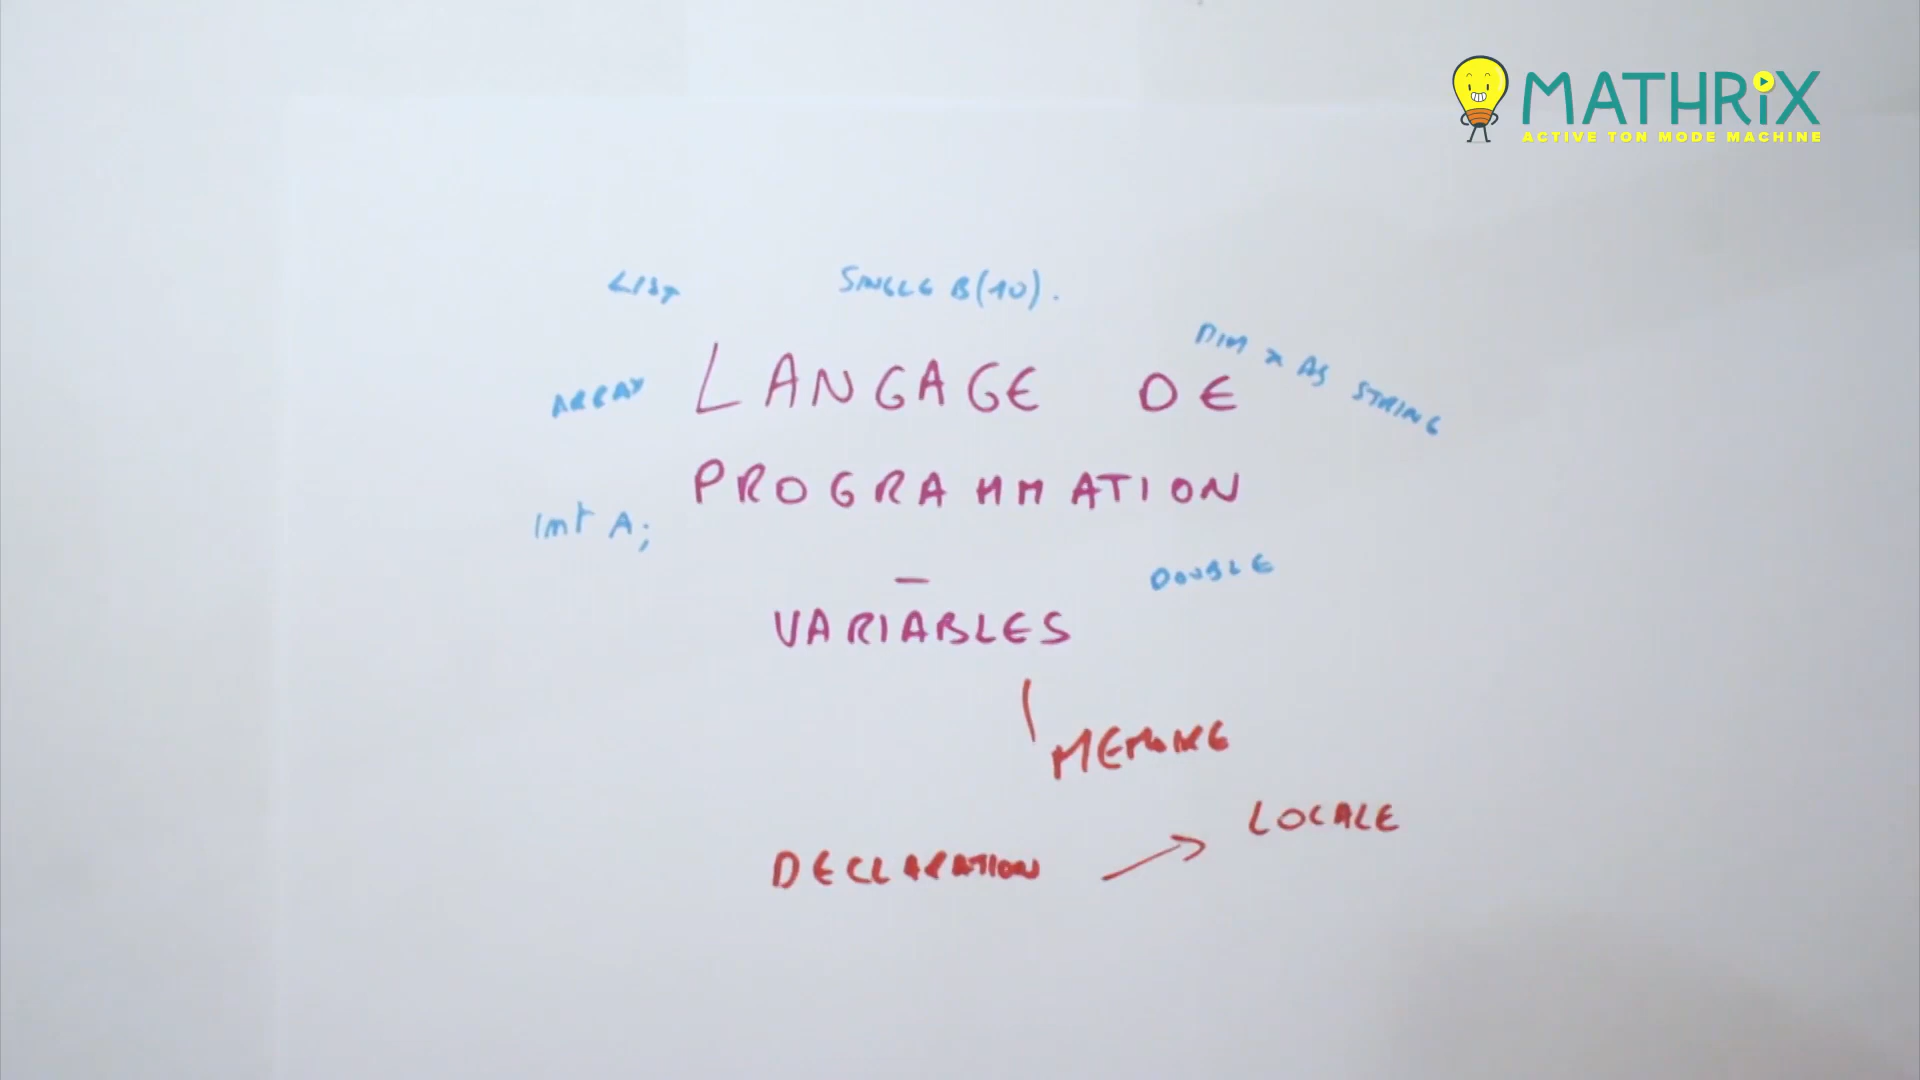 MATHRiX
ACTIVE TON MODE MACHINE
LIST
SINGLE B(10).
DIM x AS STRING
ARRAY
LANGAGE DE
PROGRAMMATION
Int A;
DOUBLE
-
VARIABLES
MEMOIRE
LOCALE
DECLARATION